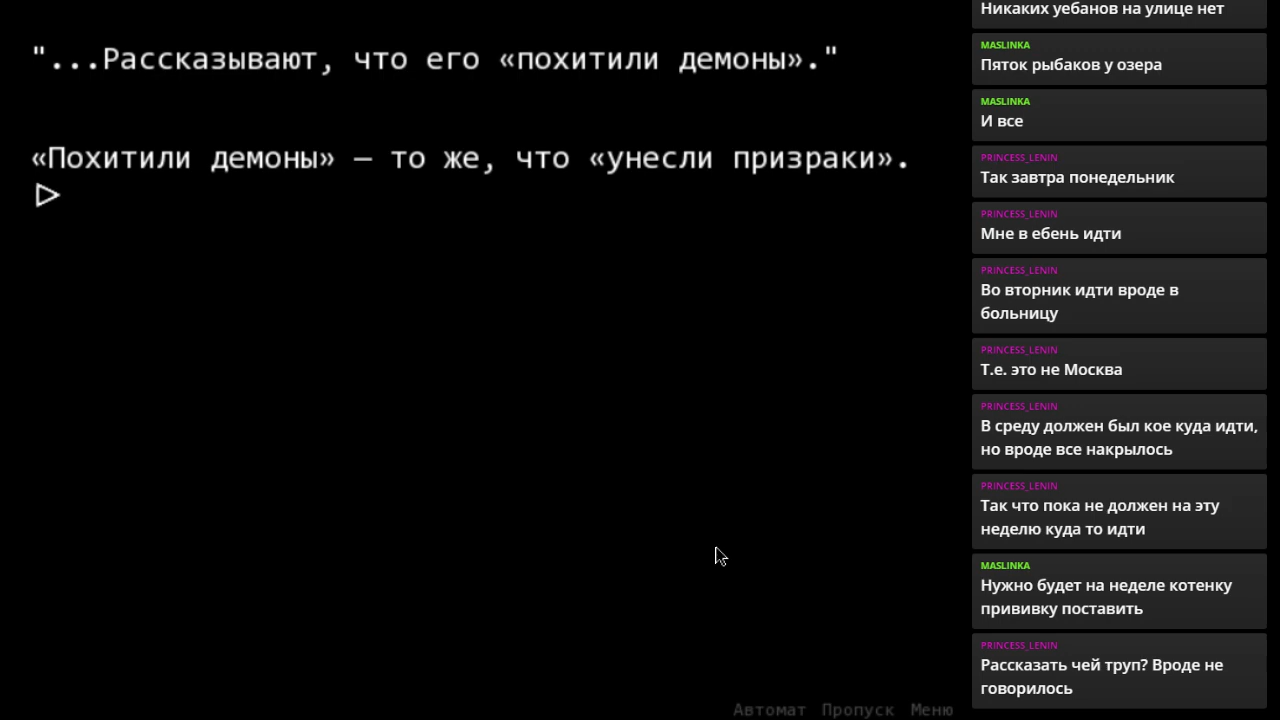 "...Рассказывают, что его «похитили демоны»."
«Похитили демоны» — то же, что «унесли призраки».
Автомат Пропуск Меню
Никаких уебанов на улице нет
MASLINKA
Пяток рыбаков у озера
MASLINKA
И все
PRINCESS_LENIN
Так завтра понедельник
PRINCESS_LENIN
Мне в ебень идти
PRINCESS_LENIN
Во вторник идти вроде в
больницу
PRINCESS_LENIN
Т.е. это не Москва
PRINCESS_LENIN
В среду должен был кое куда идти,
но вроде все накрылось
PRINCESS_LENIN
Так что пока не должен на эту
неделю куда то идти
MASLINKA
Нужно будет на неделе котенку
прививку поставить
PRINCESS_LENIN
Рассказать чей труп? Вроде не
говорилось